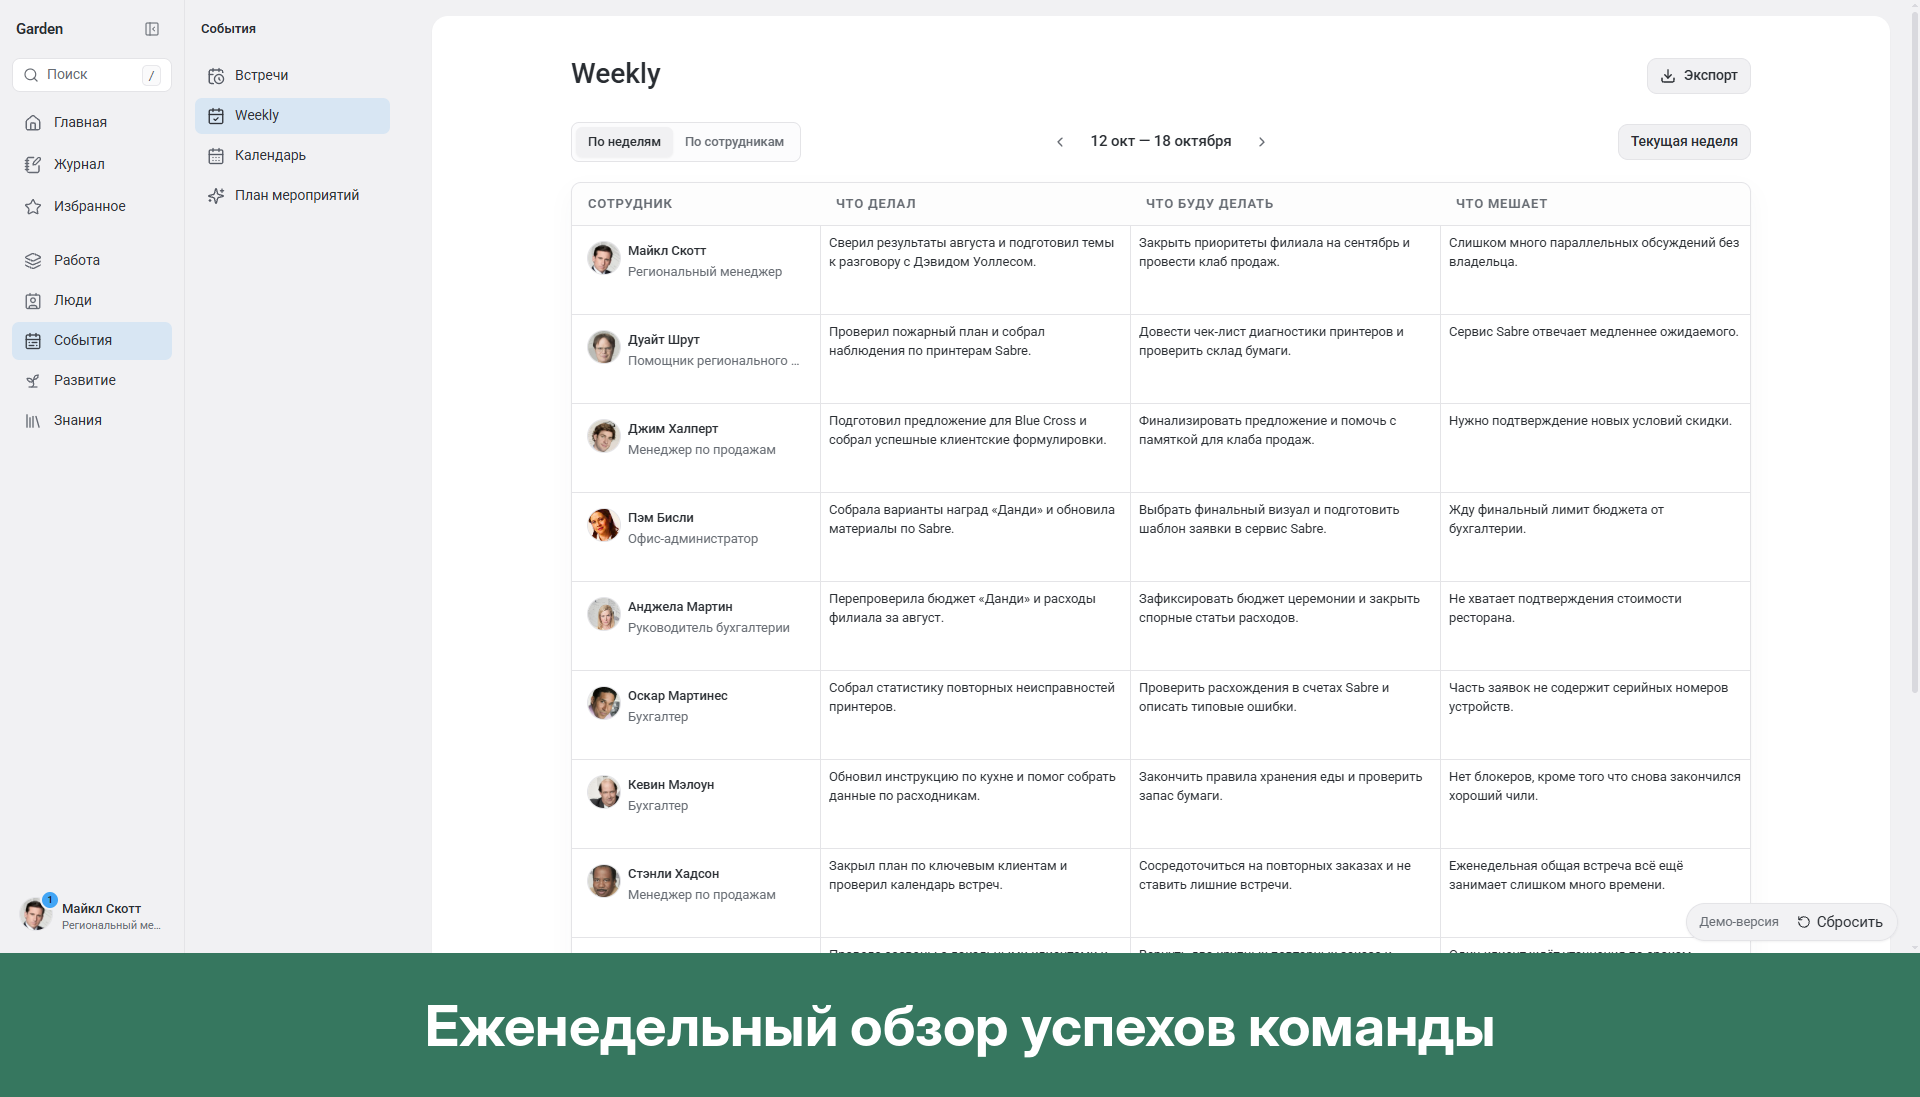 Garden
Поиск /
Главная
Журнал
Избранное
Работа
Люди
События
Развитие
Знания
1
Майкл Скотт
Региональный ме...
События
Встречи
Weekly
Календарь
План мероприятий
Weekly
Экспорт
По неделям По сотрудникам
12 окт — 18 октября
Текущая неделя
СОТРУДНИК ЧТО ДЕЛАЛ ЧТО БУДУ ДЕЛАТЬ ЧТО МЕШАЕТ
Майкл Скотт
Региональный менеджер
Сверил результаты августа и подготовил темы
к разговору с Дэвидом Уоллесом.
Закрыть приоритеты филиала на сентябрь и
провести клаб продаж.
Слишком много параллельных обсуждений без
владельца.
Дуайт Шрут
Помощник регионального ...
Проверил пожарный план и собрал
наблюдения по принтерам Sabre.
Довести чек-лист диагностики принтеров и
проверить склад бумаги.
Сервис Sabre отвечает медленнее ожидаемого.
Джим Халперт
Менеджер по продажам
Подготовил предложение для Blue Cross и
собрал успешные клиентские формулировки.
Финализировать предложение и помочь с
памяткой для клаба продаж.
Нужно подтверждение новых условий скидки.
Пэм Бисли
Офис-администратор
Собрала варианты наград «Данди» и обновила
материалы по Sabre.
Выбрать финальный визуал и подготовить
шаблон заявки в сервис Sabre.
Жду финальный лимит бюджета от
бухгалтерии.
Анджела Мартин
Руководитель бухгалтерии
Перепроверила бюджет «Данди» и расходы
филиала за август.
Зафиксировать бюджет церемонии и закрыть
спорные статьи расходов.
Не хватает подтверждения стоимости
ресторана.
Оскар Мартинес
Бухгалтер
Собрал статистику повторных неисправностей
принтеров.
Проверить расхождения в счетах Sabre и
описать типовые ошибки.
Часть заявок не содержит серийных номеров
устройств.
Кевин Мэлоун
Бухгалтер
Обновил инструкцию по кухне и помог собрать
данные по расходникам.
Закончить правила хранения еды и проверить
запас бумаги.
Нет блокеров, кроме того что снова закончился
хороший чили.
Стэнли Хадсон
Менеджер по продажам
Закрыл план по ключевым клиентам и
проверил календарь встреч.
Сосредоточиться на повторных заказах и не
ставить лишние встречи.
Еженедельная общая встреча всё ещё
занимает слишком много времени.
Демо-версия Сбросить
Еженедельный обзор успехов команды